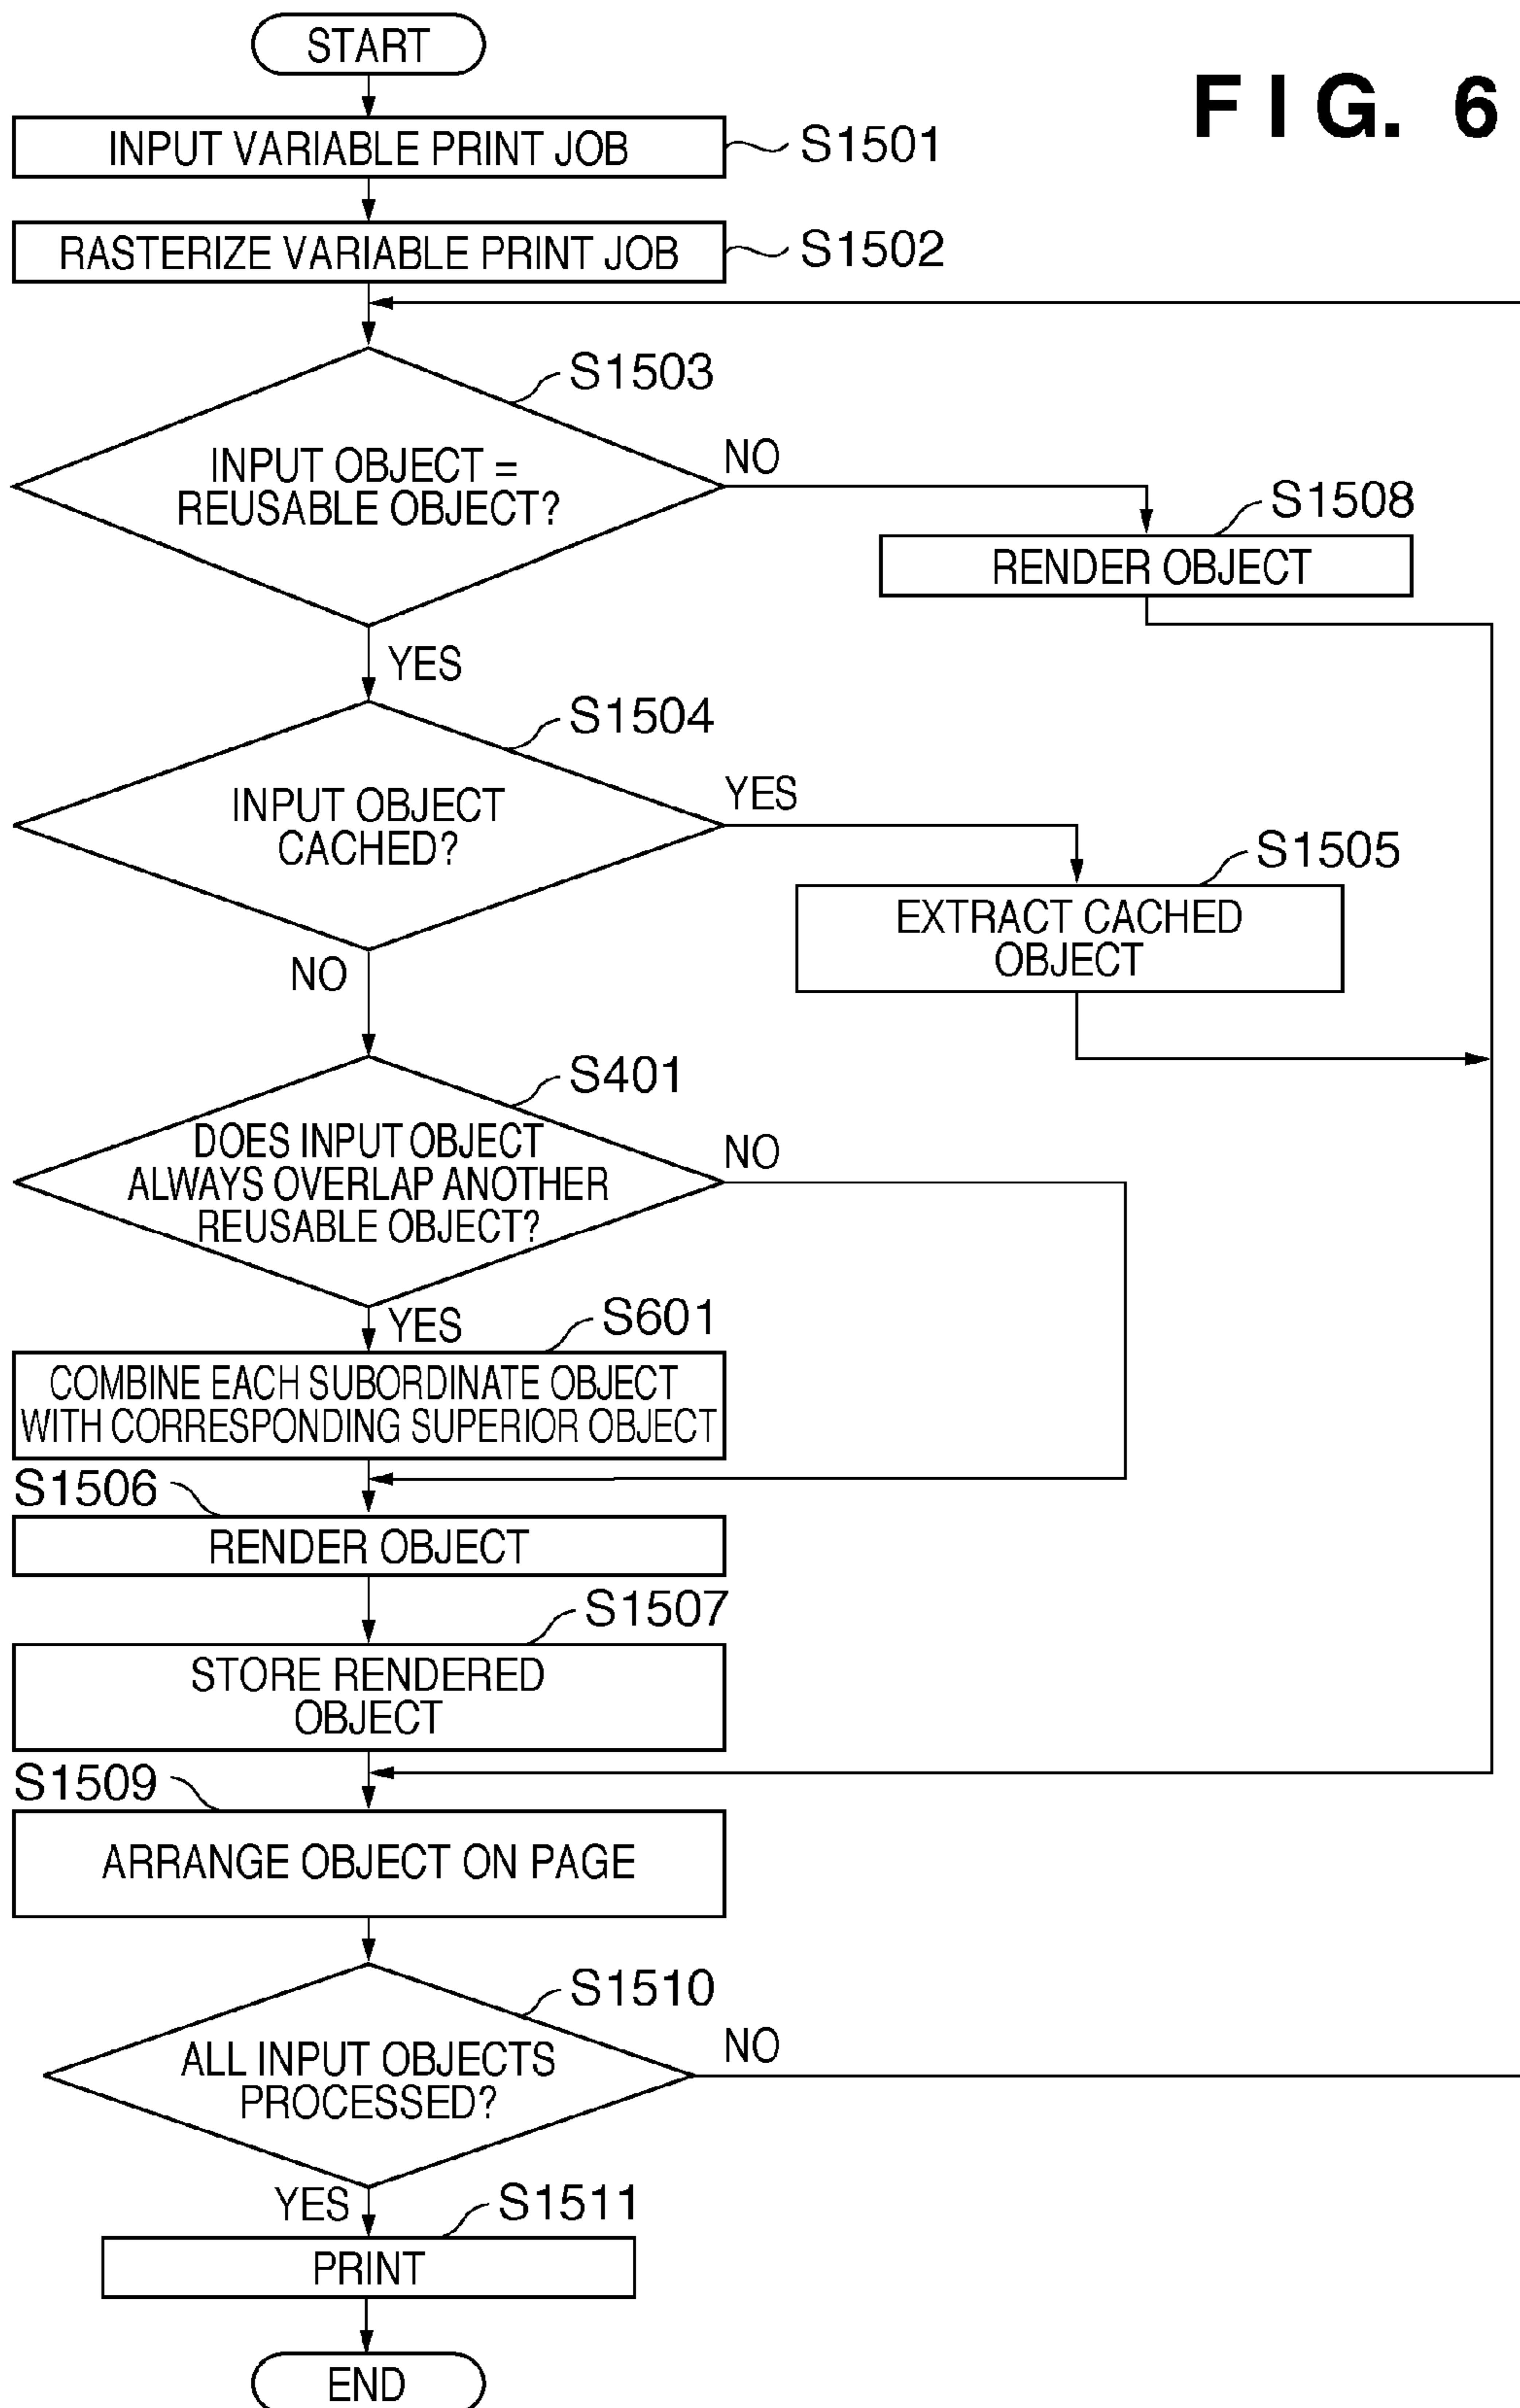 START
FIG. 6
INPUT VARIABLE PRINT JOB
S1501
RASTERIZE VARIABLE PRINT JOB
S1502
S1503
INPUT OBJECT =
REUSABLE OBJECT?
NO
S1508
RENDER OBJECT
YES
S1504
INPUT OBJECT
CACHED?
YES
S1505
EXTRACT CACHED
OBJECT
NO
S401
DOES INPUT OBJECT
ALWAYS OVERLAP ANOTHER
REUSABLE OBJECT?
NO
YES
S601
COMBINE EACH SUBORDINATE OBJECT
WITH CORRESPONDING SUPERIOR OBJECT
S1506
RENDER OBJECT
S1507
STORE RENDERED
OBJECT
S1509
ARRANGE OBJECT ON PAGE
S1510
ALL INPUT OBJECTS
PROCESSED?
NO
YES
S1511
PRINT
END